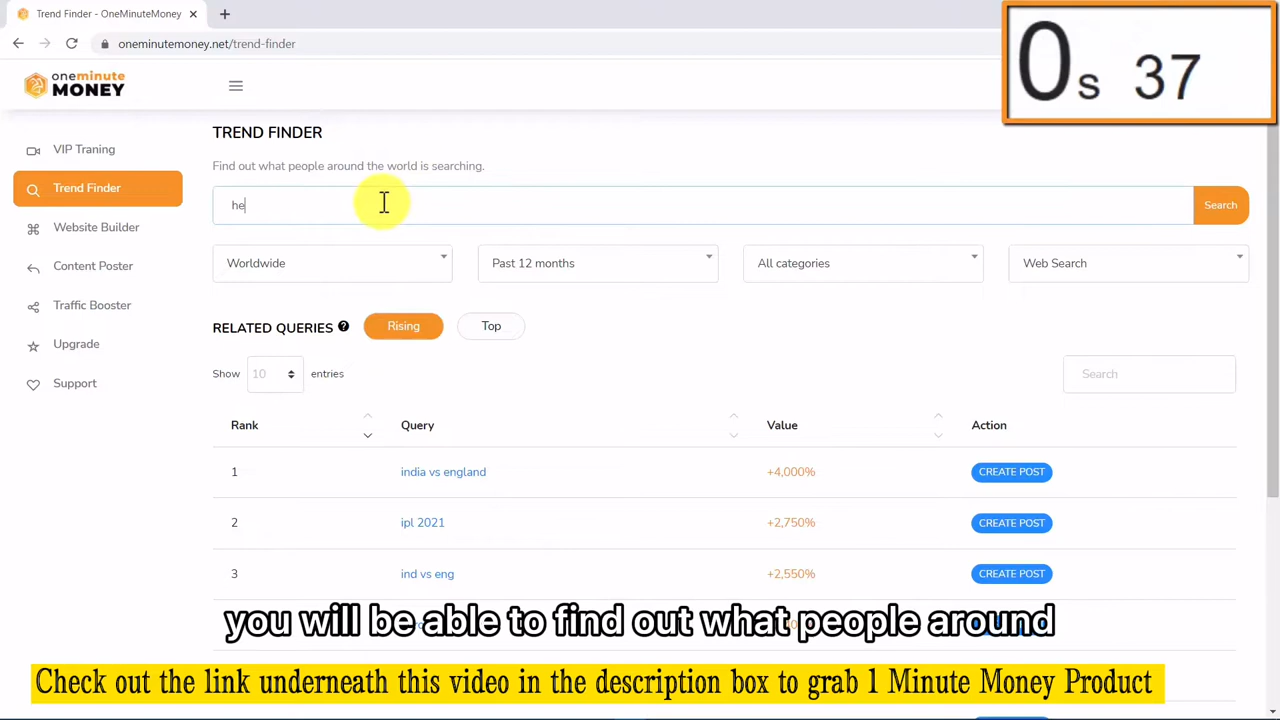 Trend Finder - OneMinuteMoney
oneminutemoney.net/trend-finder
0s 37
oneminute
MONEY
VIP Traning
Trend Finder
Website Builder
Content Poster
Traffic Booster
Upgrade
Support
TREND FINDER
Find out what people around the world is searching.
he
Search
Worldwide
Past 12 months
All categories
Web Search
RELATED QUERIES ?
Rising
Top
Show 10 entries
Search
Rank Query Value Action
1 india vs england +4,000% CREATE POST
2 ipl 2021 +2,750% CREATE POST
3 ind vs eng +2,550% CREATE POST
you will be able to find out what people around
Check out the link underneath this video in the description box to grab 1 Minute Money Product